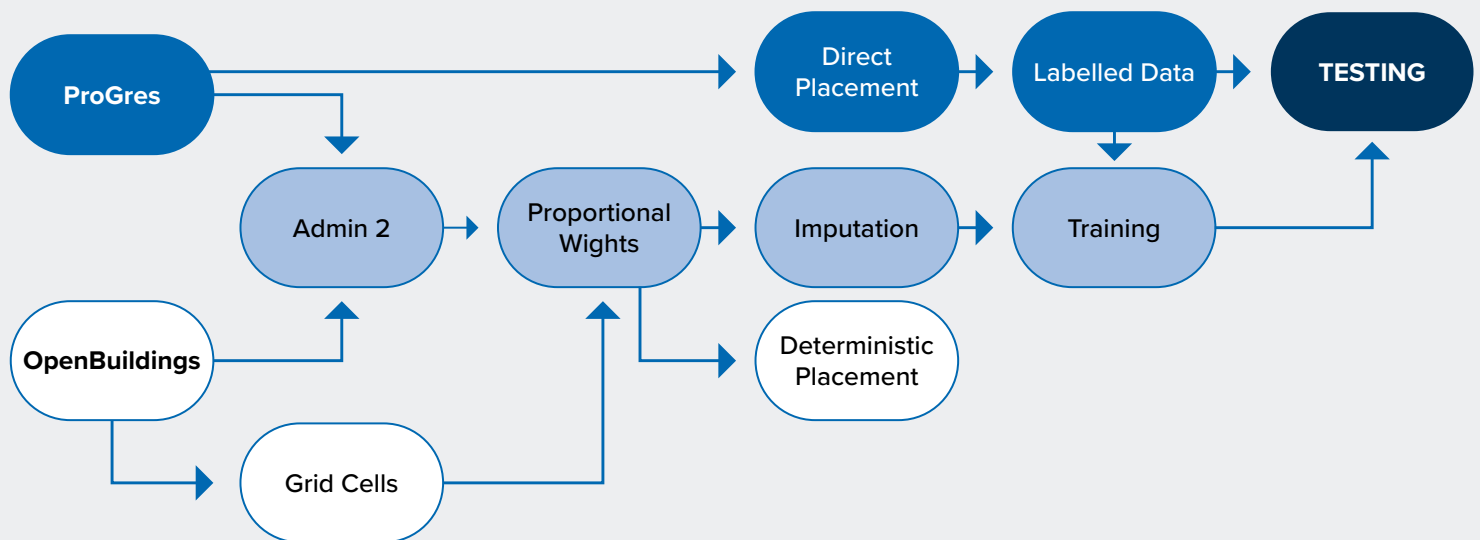 ProGres
Direct
Placement
Labelled Data
TESTING
Admin 2
Proportional
Wights
Imputation
Training
OpenBuildings
Deterministic
Placement
Grid Cells